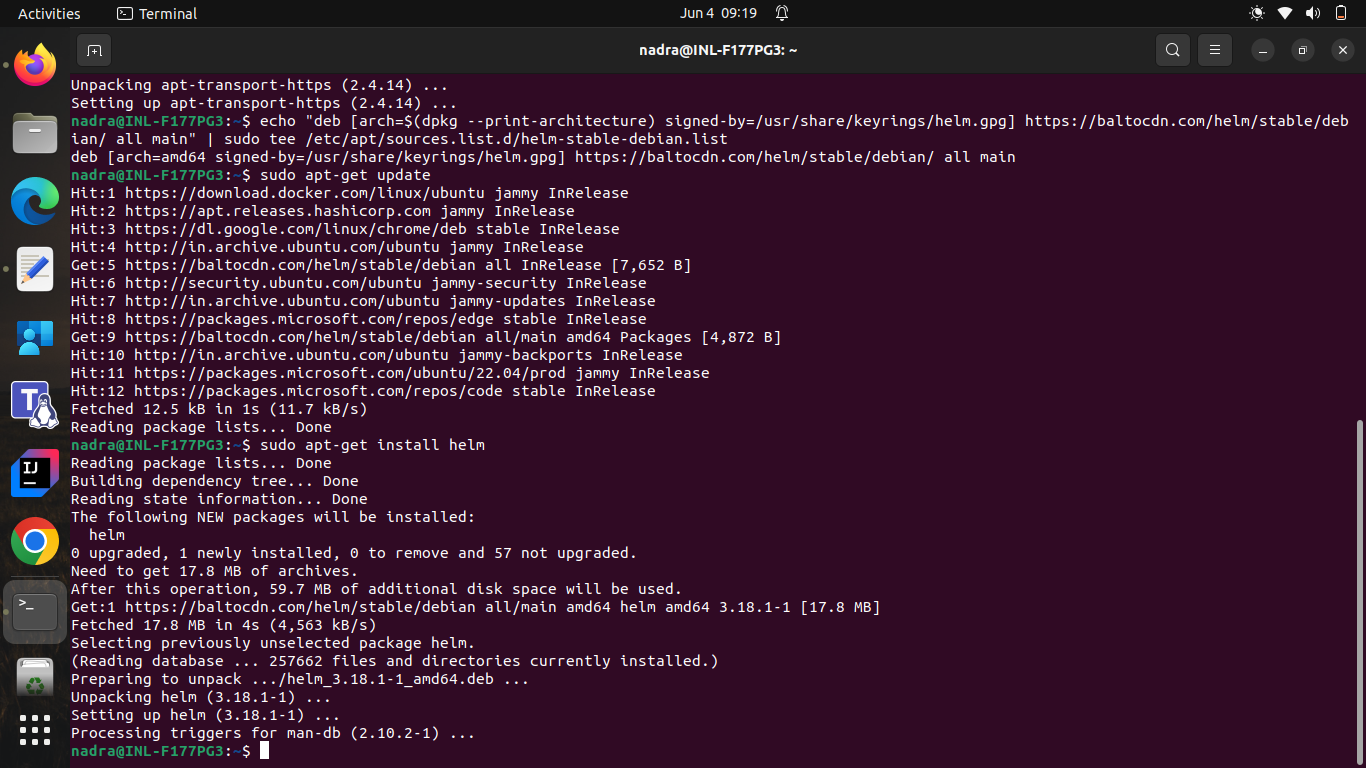 Activities
Terminal
Jun 4 09:19
nadra@INL-F177PG3: ~
Unpacking apt-transport-https (2.4.14) ...
Setting up apt-transport-https (2.4.14) ...
nadra@INL-F177PG3:~$ echo "deb [arch=$(dpkg --print-architecture) signed-by=/usr/share/keyrings/helm.gpg] https://baltocdn.com/helm/stable/deb
ian/ all main" | sudo tee /etc/apt/sources.list.d/helm-stable-debian.list
deb [arch=amd64 signed-by=/usr/share/keyrings/helm.gpg] https://baltocdn.com/helm/stable/debian/ all main
nadra@INL-F177PG3:~$ sudo apt-get update
Hit:1 https://download.docker.com/linux/ubuntu jammy InRelease
Hit:2 https://apt.releases.hashicorp.com jammy InRelease
Hit:3 https://dl.google.com/linux/chrome/deb stable InRelease
Hit:4 http://in.archive.ubuntu.com/ubuntu jammy InRelease
Get:5 https://baltocdn.com/helm/stable/debian all InRelease [7,652 B]
Hit:6 http://security.ubuntu.com/ubuntu jammy-security InRelease
Hit:7 http://in.archive.ubuntu.com/ubuntu jammy-updates InRelease
Hit:8 https://packages.microsoft.com/repos/edge stable InRelease
Get:9 https://baltocdn.com/helm/stable/debian all/main amd64 Packages [4,872 B]
Hit:10 http://in.archive.ubuntu.com/ubuntu jammy-backports InRelease
Hit:11 https://packages.microsoft.com/ubuntu/22.04/prod jammy InRelease
Hit:12 https://packages.microsoft.com/repos/code stable InRelease
Fetched 12.5 kB in 1s (11.7 kB/s)
Reading package lists... Done
nadra@INL-F177PG3:~$ sudo apt-get install helm
Reading package lists... Done
Building dependency tree... Done
Reading state information... Done
The following NEW packages will be installed:
  helm
0 upgraded, 1 newly installed, 0 to remove and 57 not upgraded.
Need to get 17.8 MB of archives.
After this operation, 59.7 MB of additional disk space will be used.
Get:1 https://baltocdn.com/helm/stable/debian all/main amd64 helm amd64 3.18.1-1 [17.8 MB]
Fetched 17.8 MB in 4s (4,563 kB/s)
Selecting previously unselected package helm.
(Reading database ... 257662 files and directories currently installed.)
Preparing to unpack .../helm_3.18.1-1_amd64.deb ...
Unpacking helm (3.18.1-1) ...
Setting up helm (3.18.1-1) ...
Processing triggers for man-db (2.10.2-1) ...
nadra@INL-F177PG3:~$
T
IJ
>_